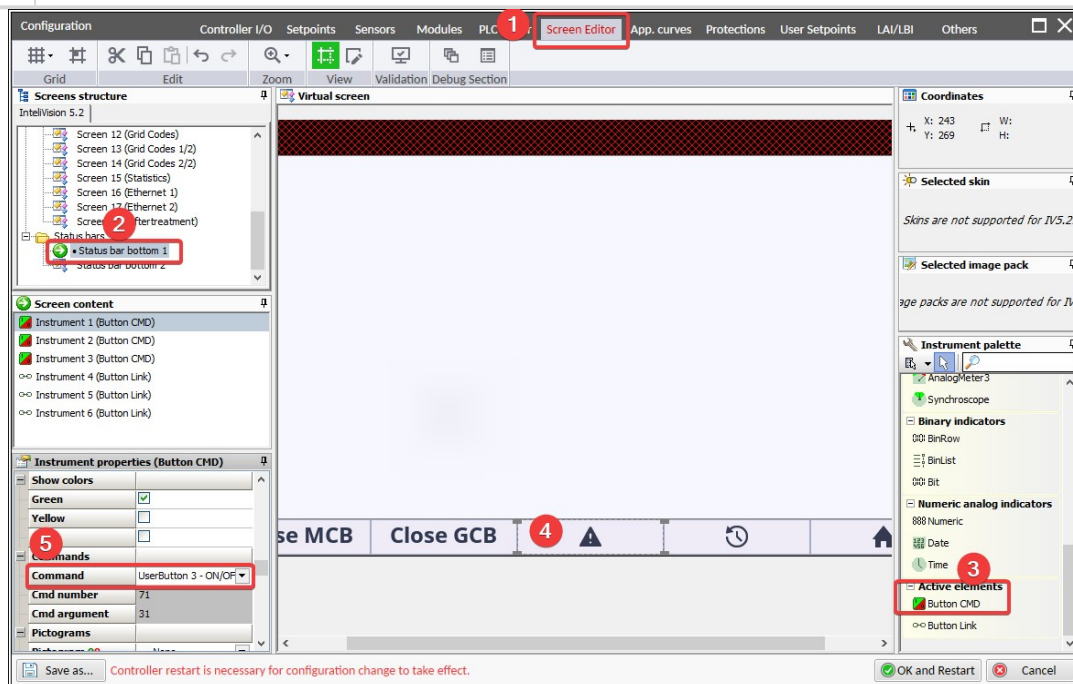 Configuration
Controller I/O Setpoints Sensors Modules PLC 1 Screen Editor App. curves Protections User Setpoints LAI/LBI Others
Grid Edit Zoom View Validation Debug Section
Screens structure
InteliVision 5.2
Screen 12 (Grid Codes)
Screen 13 (Grid Codes 1/2)
Screen 14 (Grid Codes 2/2)
Screen 15 (Statistics)
Screen 16 (Ethernet 1)
Screen 17 (Ethernet 2)
2
Status bars
Status bar bottom 1
Status bar bottom 2
Screen content
Instrument 1 (Button CMD)
Instrument 2 (Button CMD)
Instrument 3 (Button CMD)
Instrument 4 (Button Link)
Instrument 5 (Button Link)
Instrument 6 (Button Link)
Instrument properties (Button CMD)
Show colors
Green
Yellow
5
Commands
Command UserButton 3 - ON/OF
Cmd number 71
Cmd argument 31
Pictograms
Virtual screen
se MCB Close GCB 4
Coordinates
X: 243 W:
Y: 269 H:
Selected skin
Skins are not supported for IV5.2
Selected image pack
age packs are not supported for IV
Instrument palette
AnalogMeter3
Synchroscope
Binary indicators
BinRow
BinList
Bit
Numeric analog indicators
888 Numeric
Date
Time
3
Active elements
Button CMD
Button Link
Save as... Controller restart is necessary for configuration change to take effect. OK and Restart Cancel